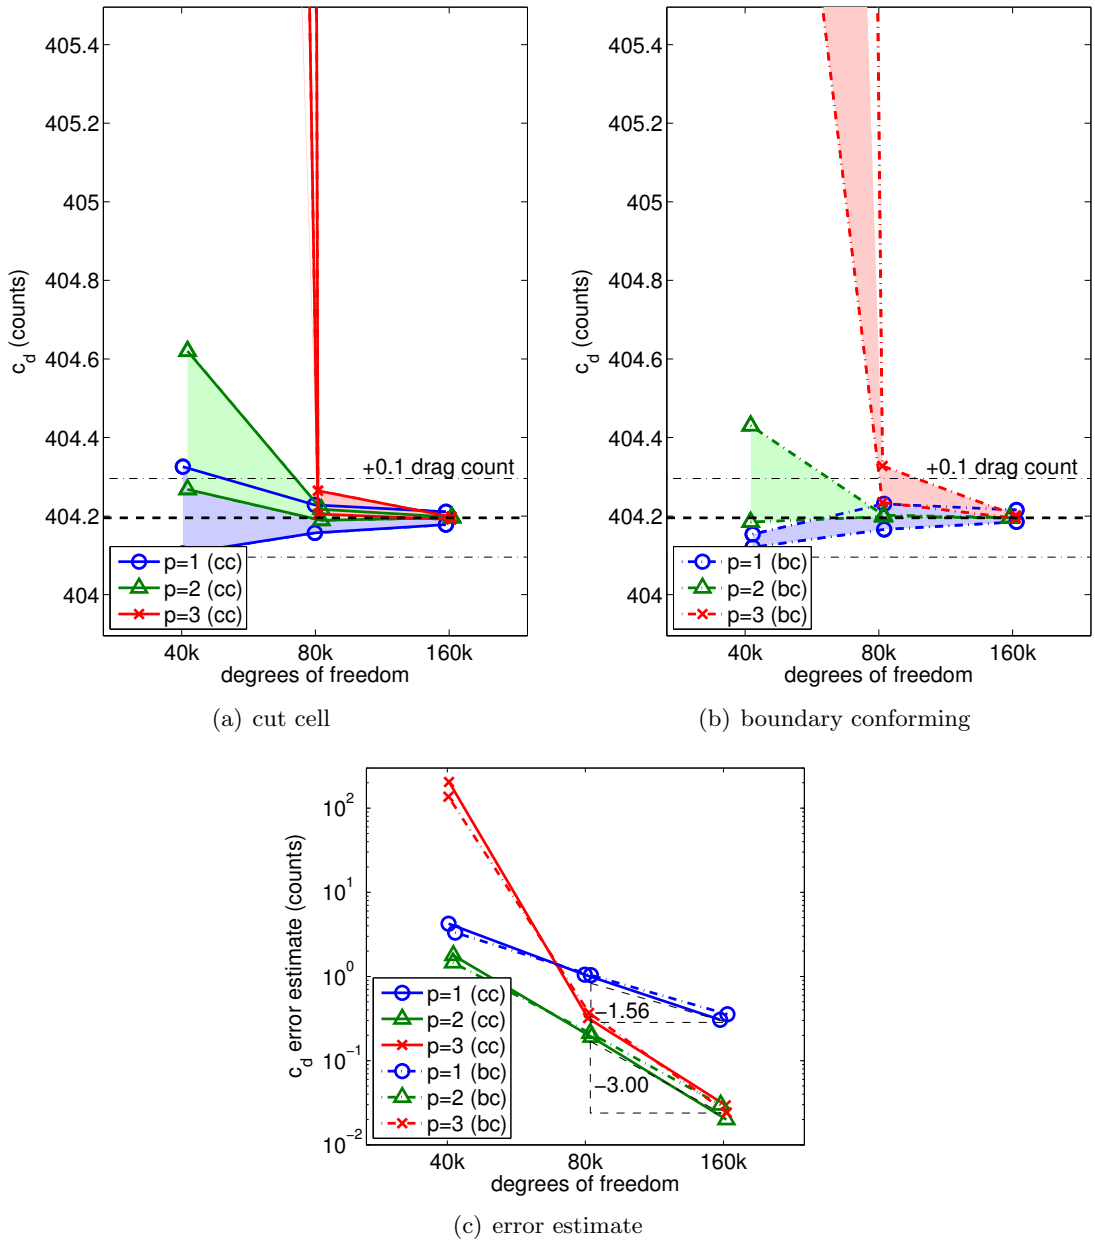 405.4
405.2
405
404.8
404.6
404.4
404.2
404
c_d (counts)
+0.1 drag count
p=1 (cc)
p=2 (cc)
p=3 (cc)
40k 80k 160k
degrees of freedom
(a) cut cell
405.4
405.2
405
404.8
404.6
404.4
404.2
404
c_d (counts)
+0.1 drag count
p=1 (bc)
p=2 (bc)
p=3 (bc)
40k 80k 160k
degrees of freedom
(b) boundary conforming
10^2
10^1
10^0
10^−1
10^−2
c_d error estimate (counts)
−1.56
−3.00
p=1 (cc)
p=2 (cc)
p=3 (cc)
p=1 (bc)
p=2 (bc)
p=3 (bc)
40k 80k 160k
degrees of freedom
(c) error estimate